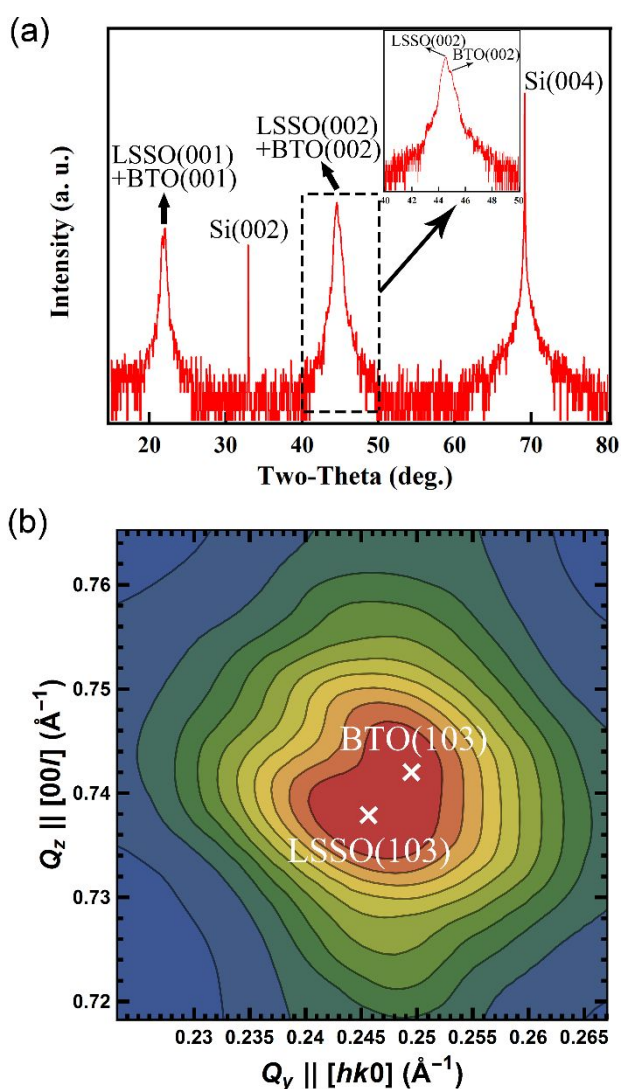 (a)
LSSO(002)
BTO(002)
40 42 44 46 48 50
Si(004)
LSSO(002)
+BTO(002)
LSSO(001)
+BTO(001)
Si(002)
Intensity (a. u.)
20 30 40 50 60 70 80
Two-Theta (deg.)
(b)
0.76
0.75
0.74
0.73
0.72
BTO(103)
LSSO(103)
Qz || [00l] (Å⁻¹)
0.23 0.235 0.24 0.245 0.25 0.255 0.26 0.265
Qy || [hk0] (Å⁻¹)